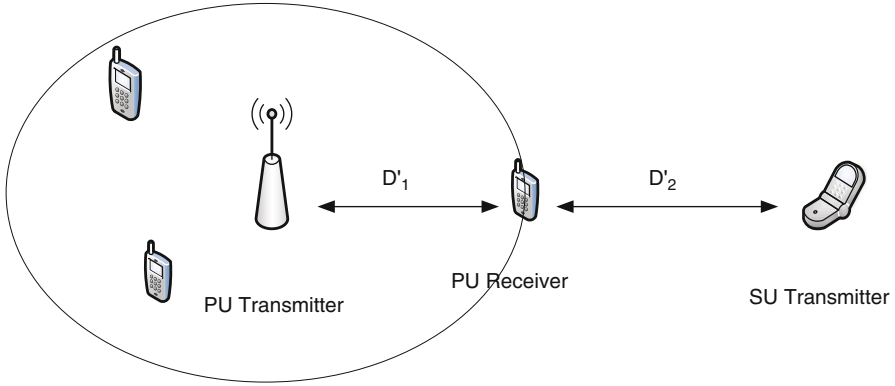 D'1
D'2
PU Receiver
PU Transmitter
SU Transmitter